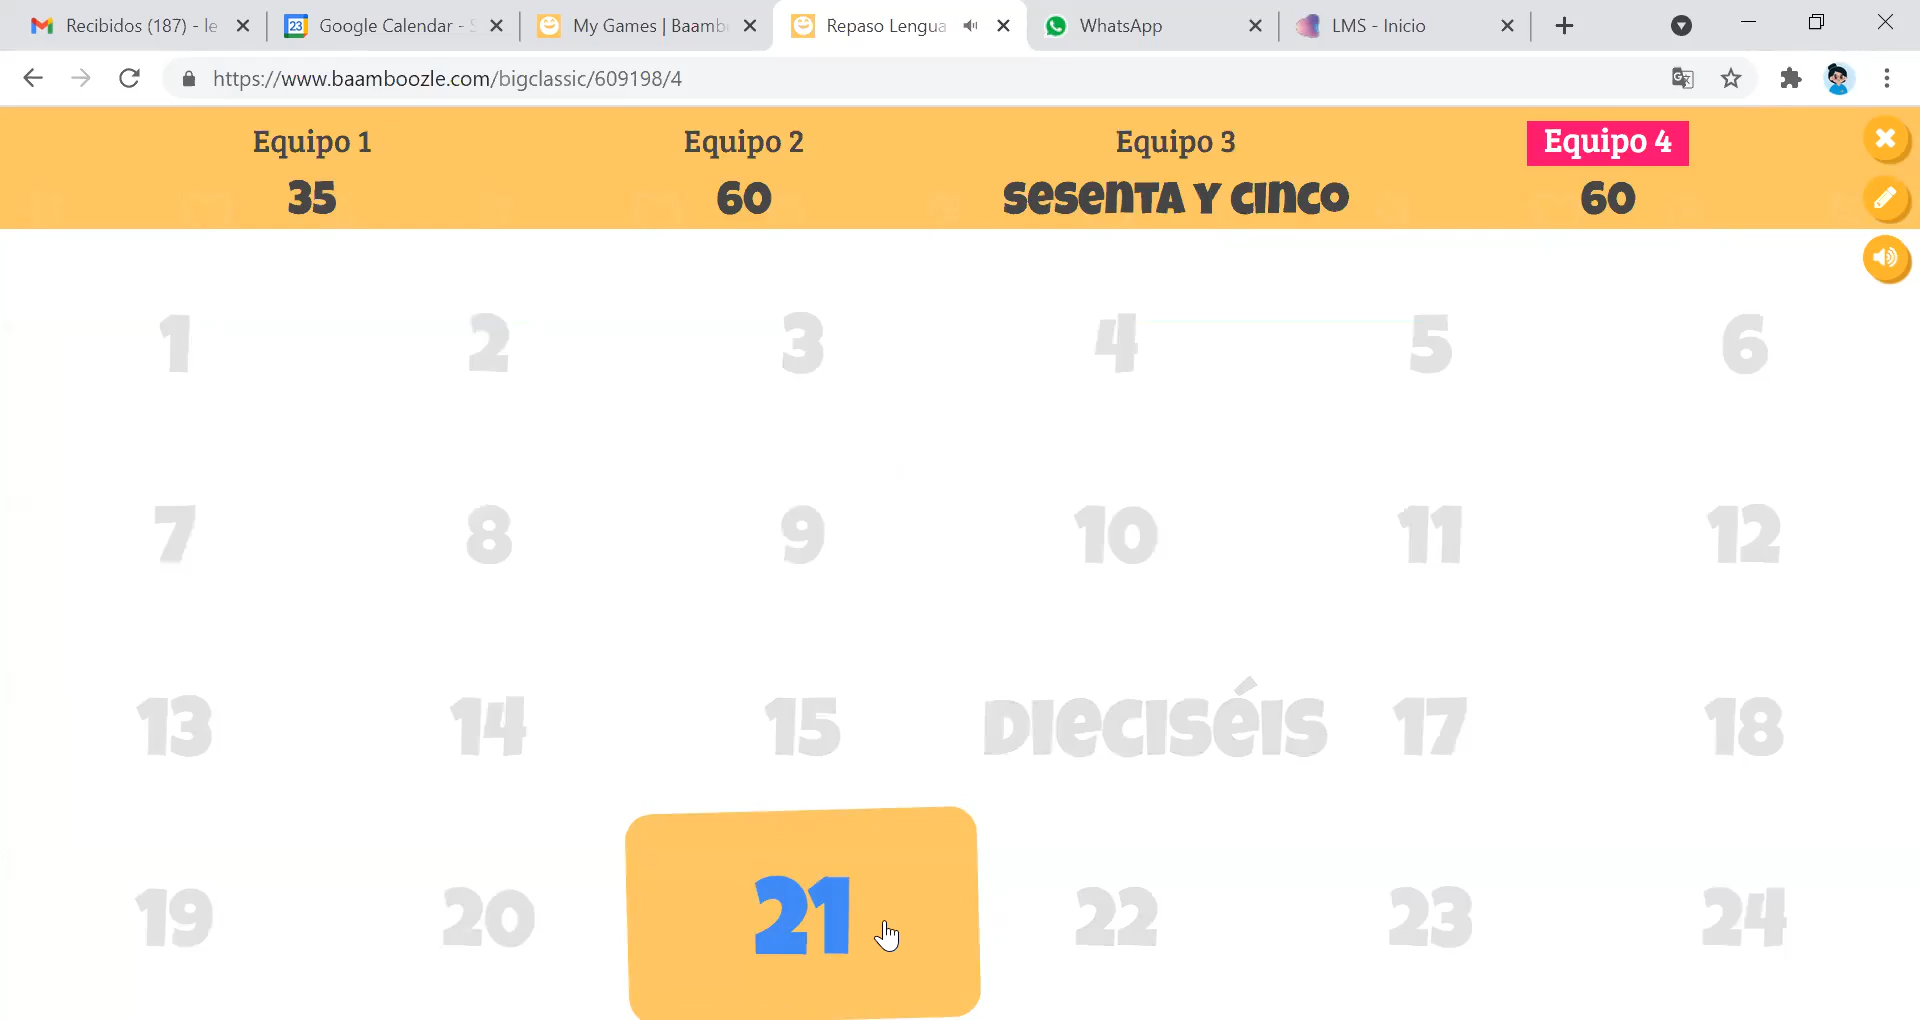 Recibidos (187) - le
Google Calendar - S
My Games | Baamb
Repaso Lengua
WhatsApp
LMS - Inicio
https://www.baamboozle.com/bigclassic/609198/4
Equipo 1 Equipo 2 Equipo 3 Equipo 4
35 60 sesenta y cinco 60
1 2 3 4 5 6
7 8 9 10 11 12
13 14 15 dieciséis 17 18
19 20 21 22 23 24